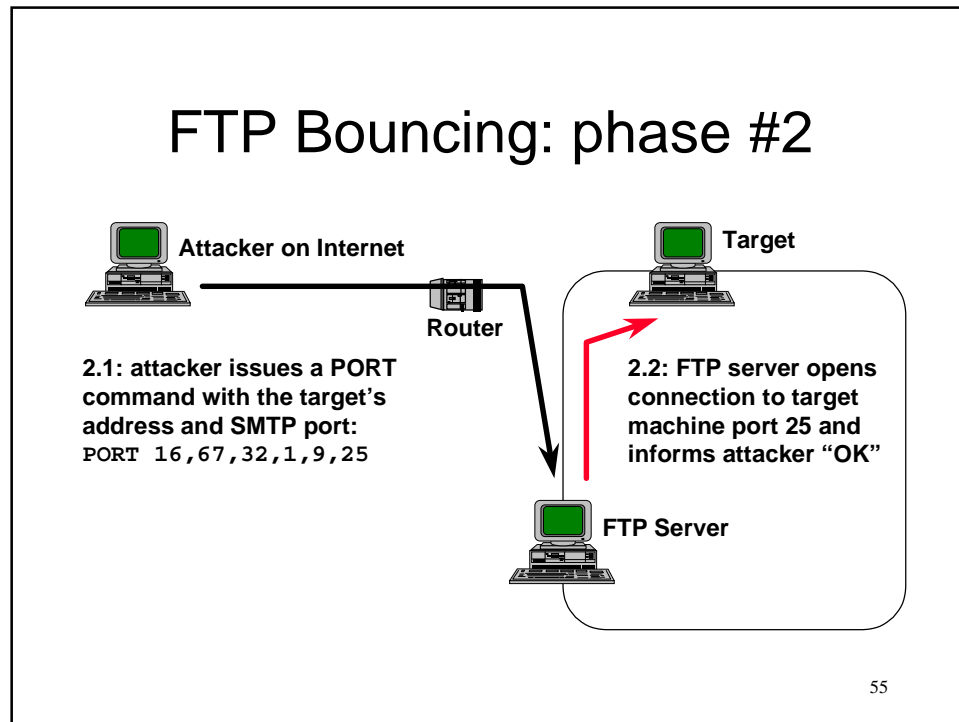 FTP Bouncing: phase #2
Attacker on Internet
Target
Router
2.1: attacker issues a PORT
command with the target's
address and SMTP port:
PORT 16,67,32,1,9,25
2.2: FTP server opens
connection to target
machine port 25 and
informs attacker “OK”
FTP Server
55